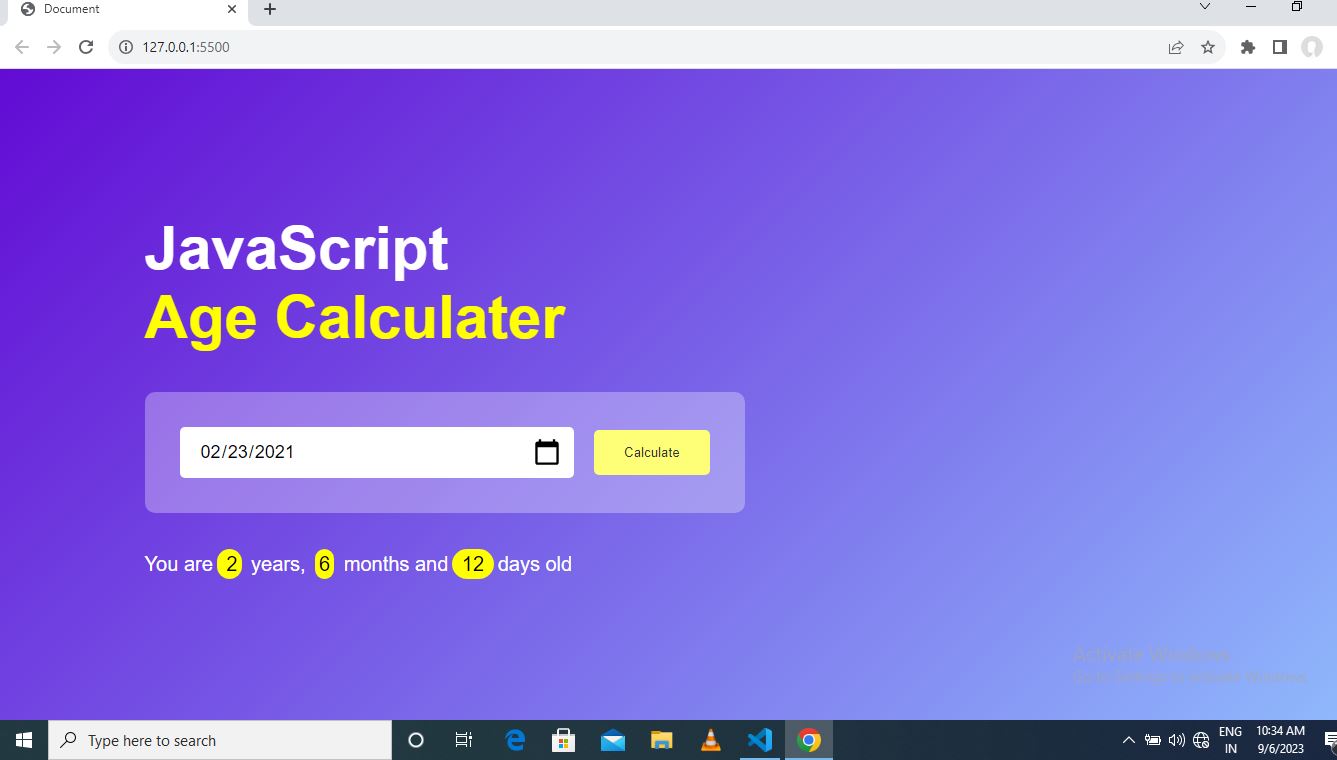 Document
127.0.0.1:5500
JavaScript
Age Calculater
02/23/2021
Calculate
You are 2 years, 6 months and 12 days old
Activate Windows
Go to Settings to activate Windows.
Type here to search
ENG
IN
10:34 AM
9/6/2023